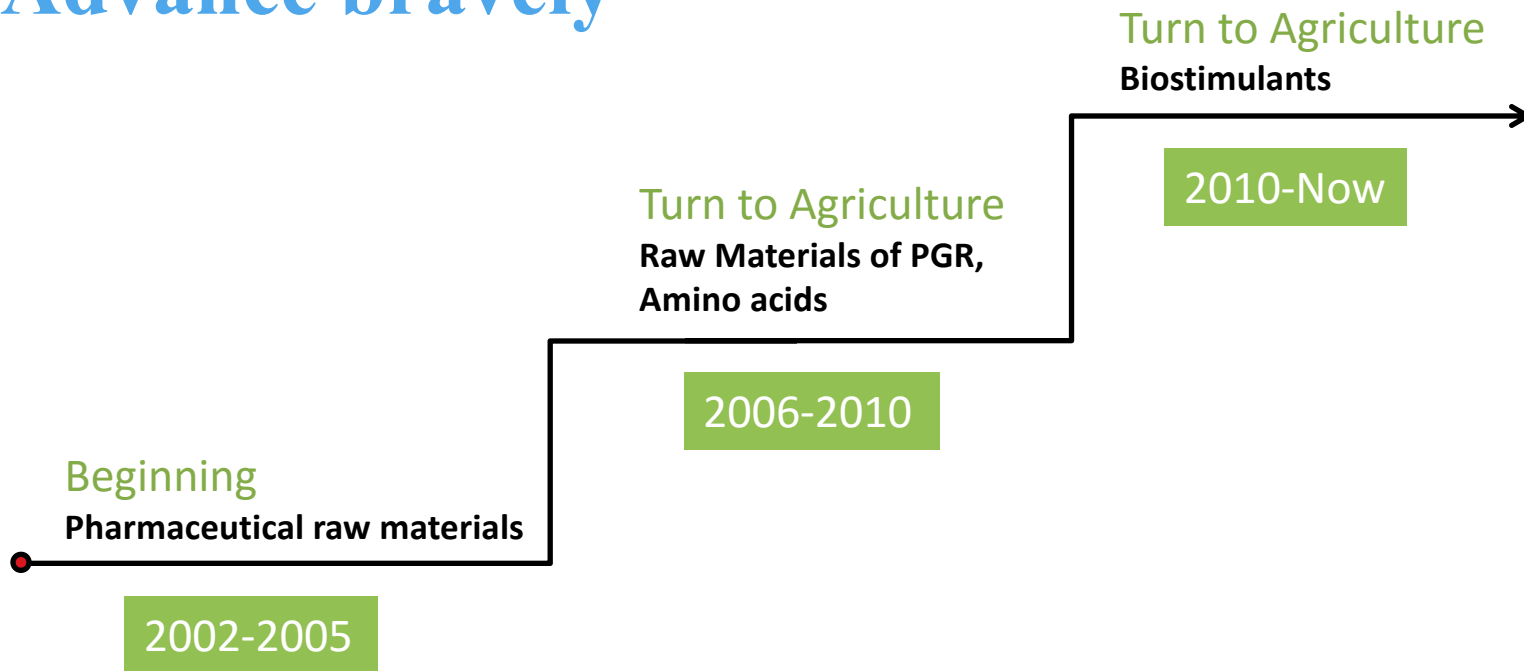 Advance bravely
Turn to Agriculture
Biostimulants
2010-Now
Turn to Agriculture
Raw Materials of PGR,
Amino acids
2006-2010
Beginning
Pharmaceutical raw materials
2002-2005